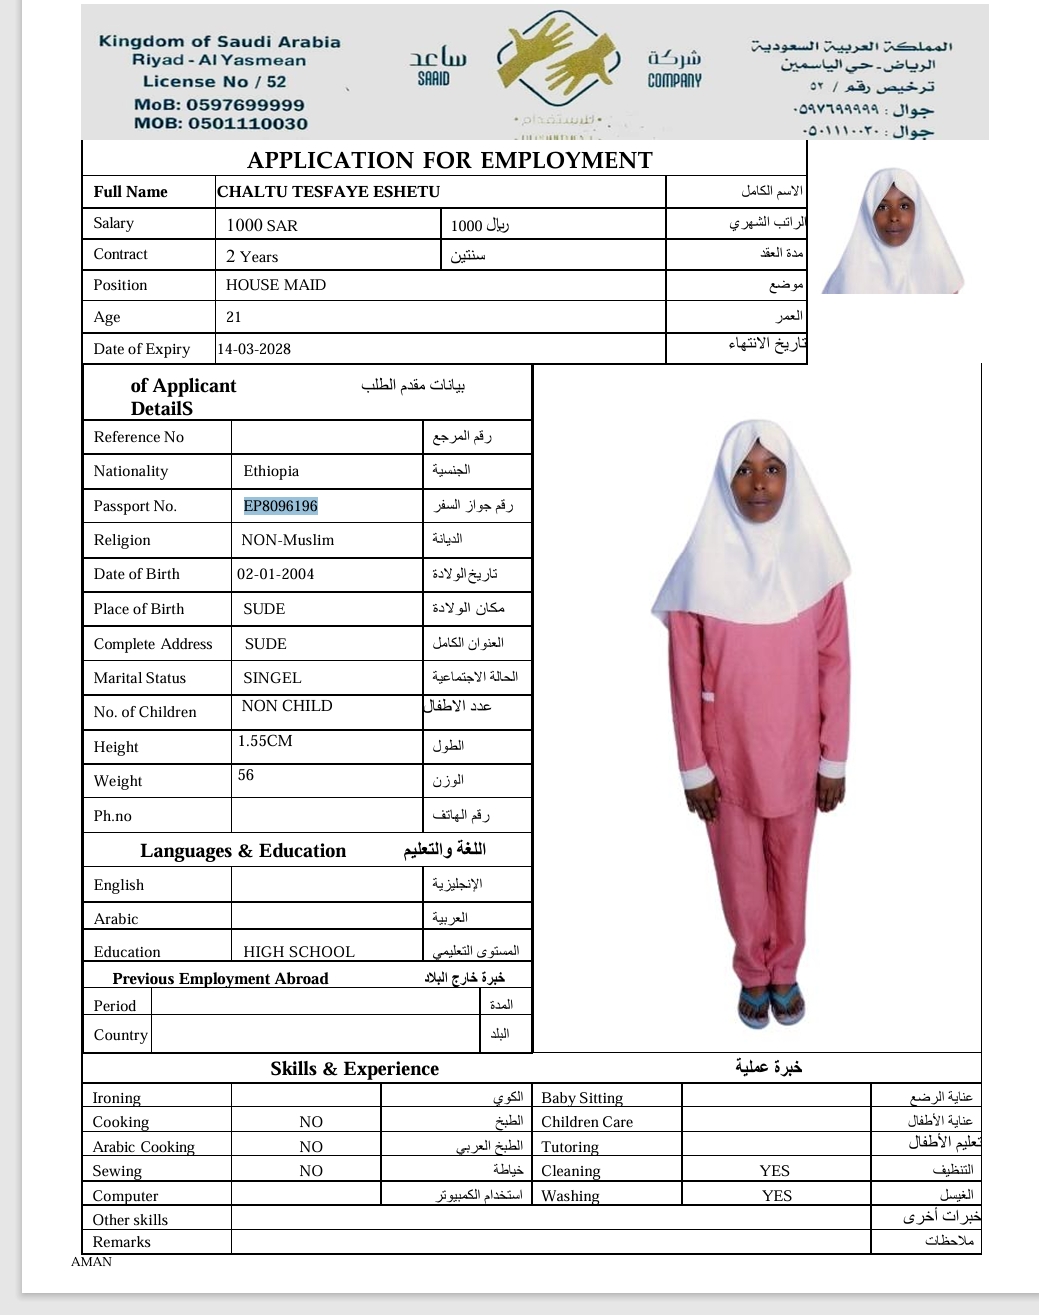 Kingdom of Saudi Arabia
Riyad - Al Yasmean
License No / 52
MoB: 0597699999
MOB: 0501110030
ساعد
SAAID
شركة
COMPANY
للاستقدام
المملكة العربية السعودية
الرياض - حي الياسمين
ترخيص رقم / ٥٢
جوال : ٠٥٩٧٦٩٩٩٩٩
جوال : ٠٥٠١١١٠٠٣٠
APPLICATION FOR EMPLOYMENT
Full Name CHALTU TESFAYE ESHETU الاسم الكامل
Salary 1000 SAR 1000 ريال الراتب الشهري
Contract 2 Years سنتين مدة العقد
Position HOUSE MAID موضع
Age 21 العمر
Date of Expiry 14-03-2028 تاريخ الانتهاء
of Applicant بيانات مقدم الطلب
DetailS
Reference No رقم المرجع
Nationality Ethiopia الجنسية
Passport No. EP8096196 رقم جواز السفر
Religion NON-Muslim الديانة
Date of Birth 02-01-2004 تاريخ الولادة
Place of Birth SUDE مكان الولادة
Complete Address SUDE العنوان الكامل
Marital Status SINGEL الحالة الاجتماعية
No. of Children NON CHILD عدد الاطفال
Height 1.55CM الطول
Weight 56 الوزن
Ph.no رقم الهاتف
Languages & Education اللغة والتعليم
English الإنجليزية
Arabic العربية
Education HIGH SCHOOL المستوى التعليمي
Previous Employment Abroad خبرة خارج البلاد
Period المدة
Country البلد
Skills & Experience خبرة عملية
Ironing الكوي Baby Sitting عناية الرضع
Cooking NO الطبخ Children Care عناية الأطفال
Arabic Cooking NO الطبخ العربي Tutoring تعليم الأطفال
Sewing NO خياطة Cleaning YES التنظيف
Computer استخدام الكمبيوتر Washing YES الغيسل
Other skills خبرات أخرى
Remarks ملاحظات
AMAN